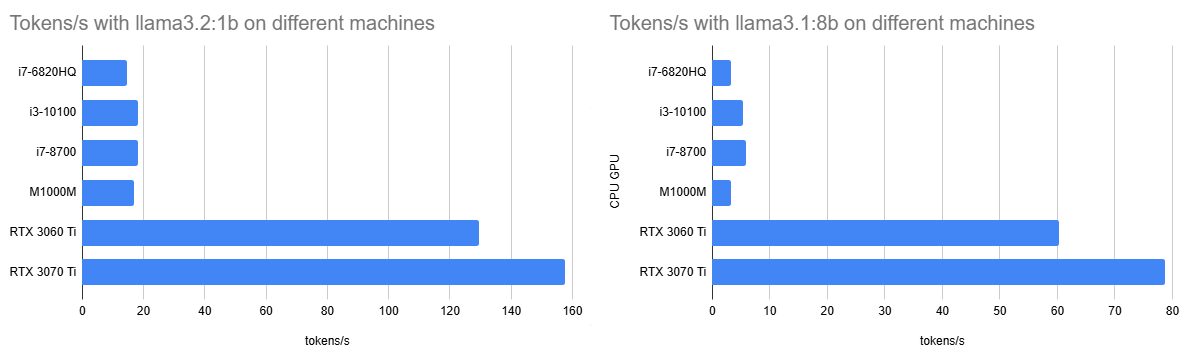 Tokens/s with llama3.2:1b on different machines
i7-6820HQ
i3-10100
i7-8700
M1000M
RTX 3060 Ti
RTX 3070 Ti
0 20 40 60 80 100 120 140 160
tokens/s
Tokens/s with llama3.1:8b on different machines
CPU GPU
i7-6820HQ
i3-10100
i7-8700
M1000M
RTX 3060 Ti
RTX 3070 Ti
0 10 20 30 40 50 60 70 80
tokens/s